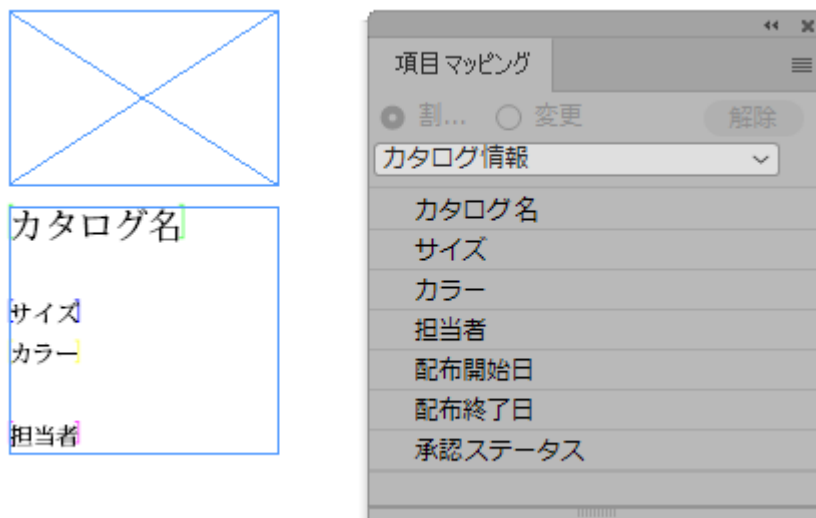 カタログ名
サイズ
カラー
担当者
項目マッピング
割... 変更 解除
カタログ情報
カタログ名
サイズ
カラー
担当者
配布開始日
配布終了日
承認ステータス